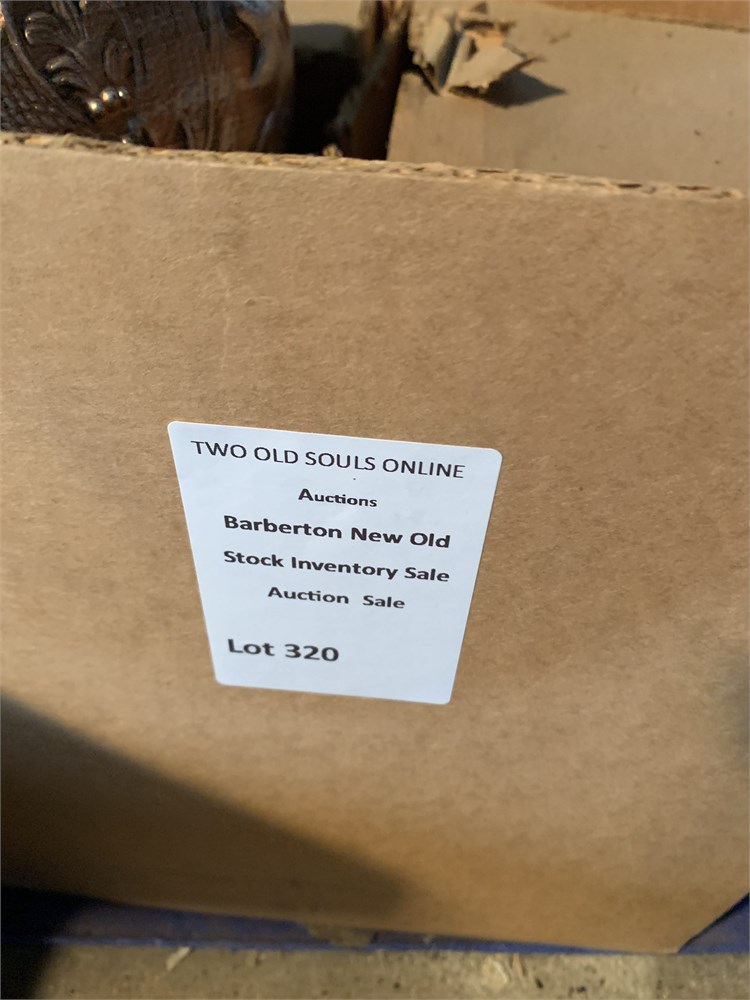 TWO OLD SOULS ONLINE
Auctions
Barberton New Old
Stock Inventory Sale
Auction Sale
Lot 320